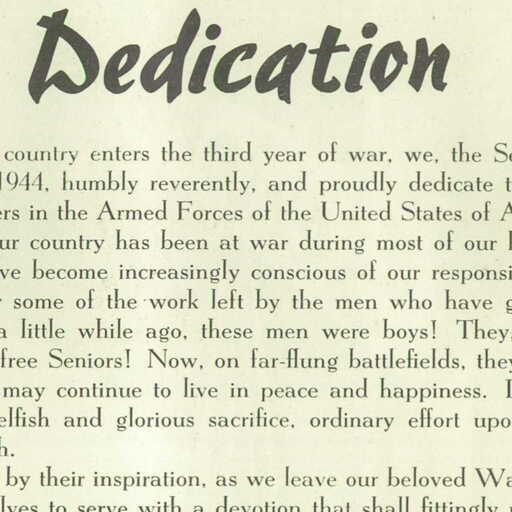 Dedication
country enters the third year of war, we, the Se
1944, humbly reverently, and proudly dedicate t
ers in the Armed Forces of the United States of A
ur country has been at war during most of our
ve become increasingly conscious of our responsi
some of the work left by the men who have g
a little while ago, these men were boys! They,
free Seniors! Now, on far-flung battlefields, they
may continue to live in peace and happiness. I
elfish and glorious sacrifice, ordinary effort upo
h.
by their inspiration, as we leave our beloved Wa
lves to serve with a devotion that shall fittingly